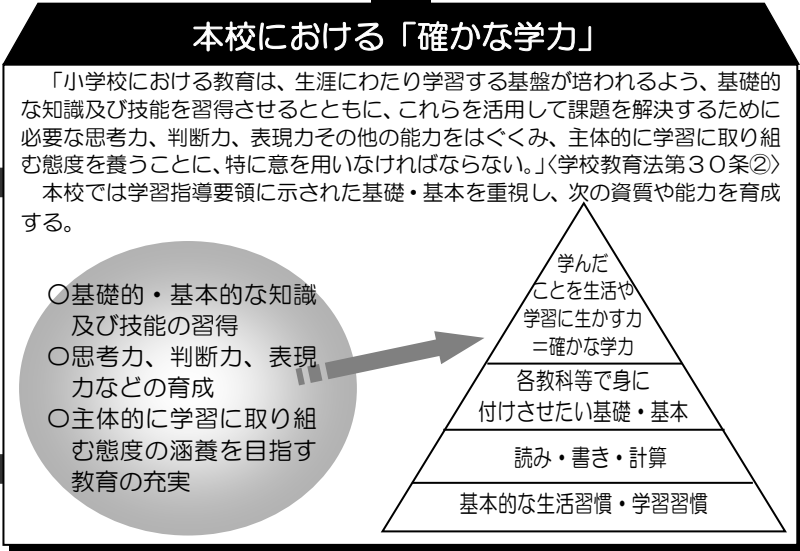 本校における「確かな学力」
「小学校における教育は、生涯にわたり学習する基盤が培われるよう、基礎的
な知識及び技能を習得させるとともに、これらを活用して課題を解決するために
必要な思考力、判断力、表現力その他の能力をはぐくみ、主体的に学習に取り組
む態度を養うことに、特に意を用いなければならない。」〈学校教育法第30条②〉
本校では学習指導要領に示された基礎・基本を重視し、次の資質や能力を育成
する。
○基礎的・基本的な知識
及び技能の習得
○思考力、判断力、表現
力などの育成
○主体的に学習に取り組
む態度の涵養を目指す
教育の充実
学んだ
ことを生活や
学習に生かす力
＝確かな学力
各教科等で身に
付けさせたい基礎・基本
読み・書き・計算
基本的な生活習慣・学習習慣